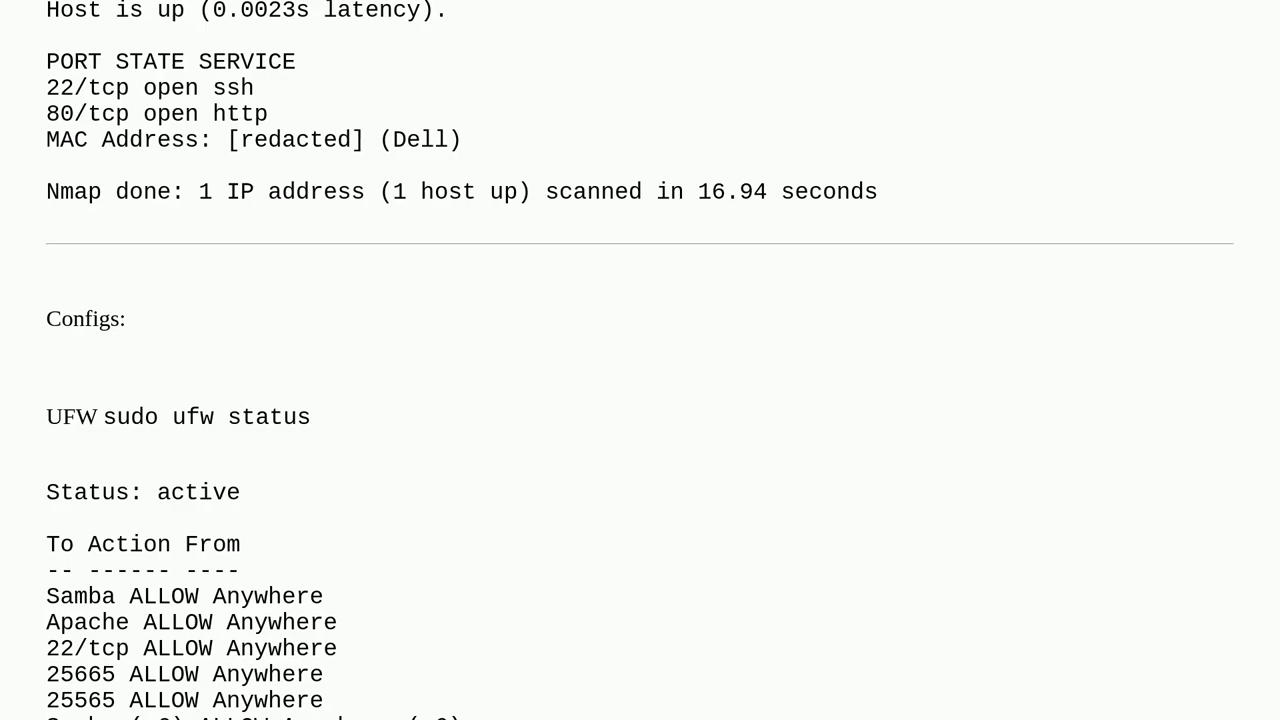 Host is up (0.0023s latency).
PORT STATE SERVICE
22/tcp open ssh
80/tcp open http
MAC Address: [redacted] (Dell)
Nmap done: 1 IP address (1 host up) scanned in 16.94 seconds
Configs:
UFW sudo ufw status
Status: active
To Action From
-- ------ ----
Samba ALLOW Anywhere
Apache ALLOW Anywhere
22/tcp ALLOW Anywhere
25665 ALLOW Anywhere
25565 ALLOW Anywhere